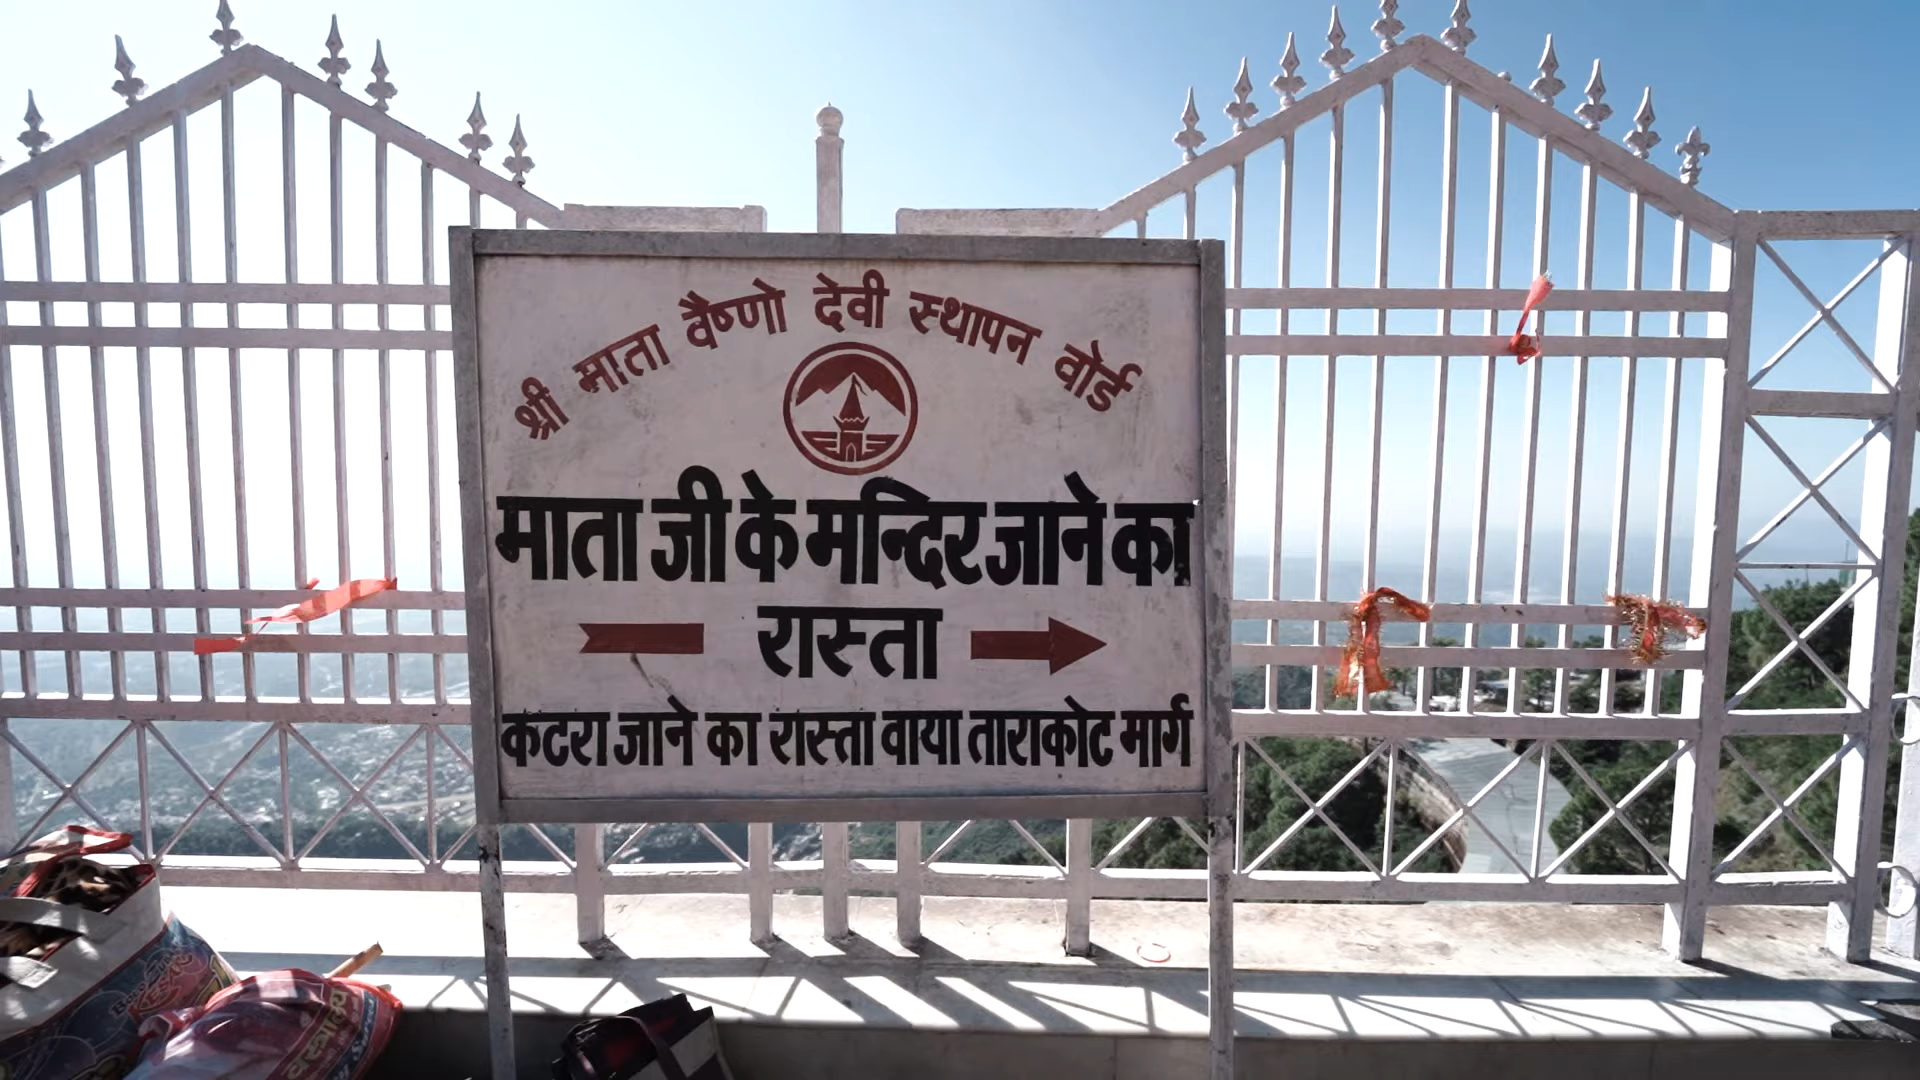 श्री माता वैष्णो देवी स्थापन वोर्ड
माता जी के मन्दिर जाने का
रास्ता
कटरा जाने का रास्ता वाया ताराकोट मार्ग